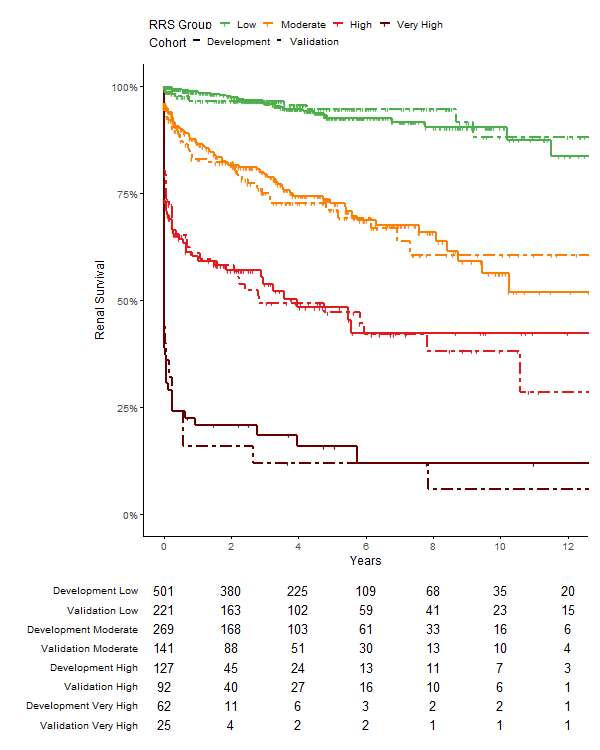 RRS Group Low Moderate High Very High
Cohort Development Validation
100%
75%
50%
25%
0%
Renal Survival
0 2 4 6 8 10 12
Years
Development Low 501 380 225 109 68 35 20
Validation Low 221 163 102 59 41 23 15
Development Moderate 269 168 103 61 33 16 6
Validation Moderate 141 88 51 30 13 10 4
Development High 127 45 24 13 11 7 3
Validation High 92 40 27 16 10 6 1
Development Very High 62 11 6 3 2 2 1
Validation Very High 25 4 2 2 1 1 1